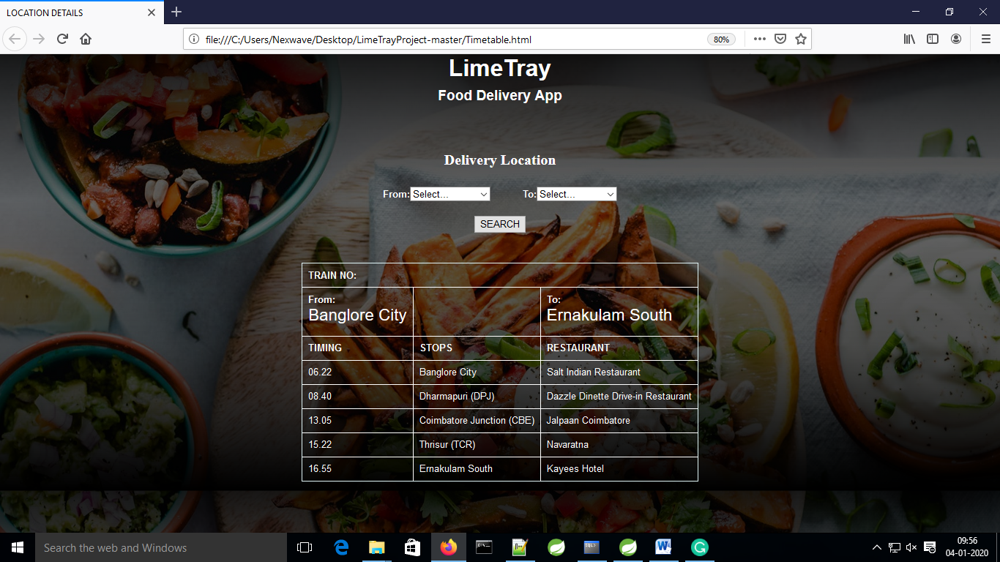 LOCATION DETAILS
file:///C:/Users/Nexwave/Desktop/LimeTrayProject-master/Timetable.html 80%
LimeTray
Food Delivery App
Delivery Location
From: Select... To: Select...
SEARCH
TRAIN NO:
From: To:
Banglore City Ernakulam South
TIMING STOPS RESTAURANT
06.22 Banglore City Salt Indian Restaurant
08.40 Dharmapuri (DPJ) Dazzle Dinette Drive-in Restaurant
13.05 Coimbatore Junction (CBE) Jalpaan Coimbatore
15.22 Thrisur (TCR) Navaratna
16.55 Ernakulam South Kayees Hotel
Search the web and Windows
09:56
04-01-2020